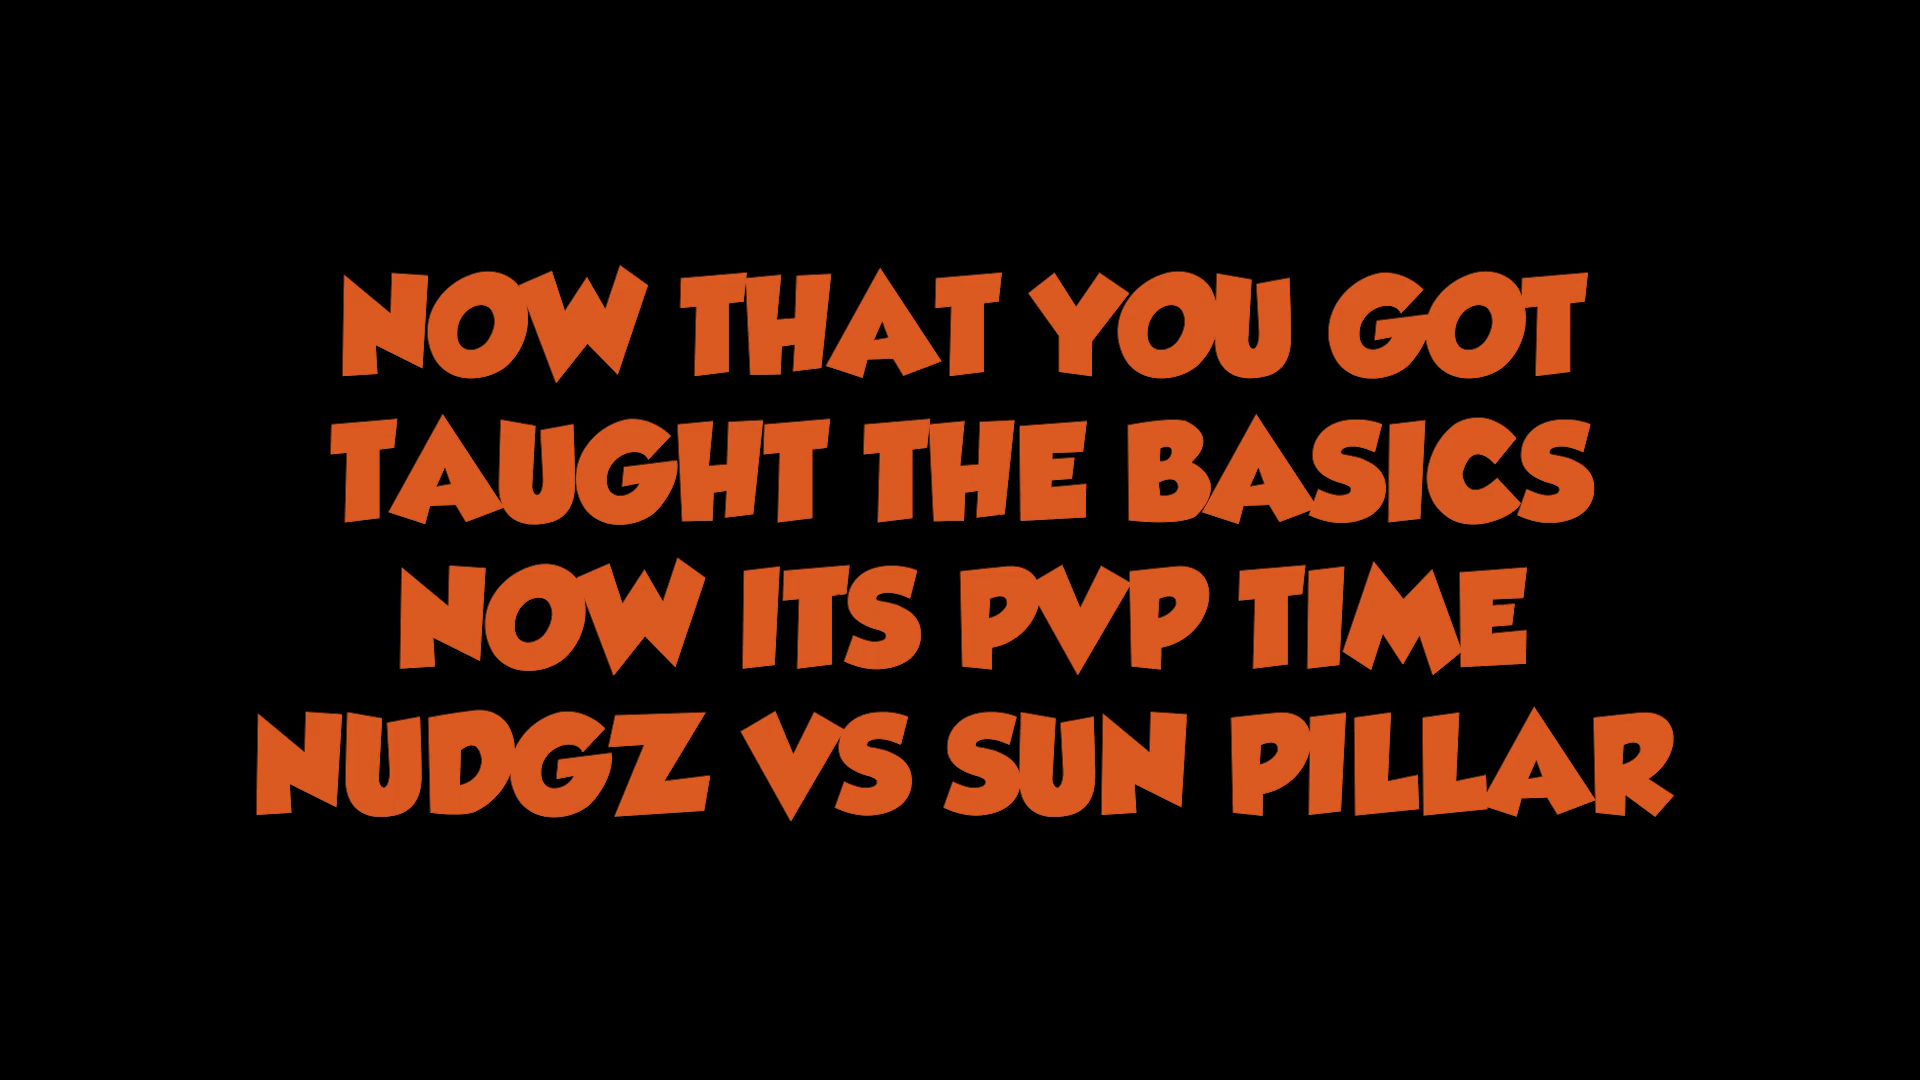 NOW THAT YOU GOT
TAUGHT THE BASICS
NOW ITS PVP TIME
NUDGZ VS SUN PILLAR